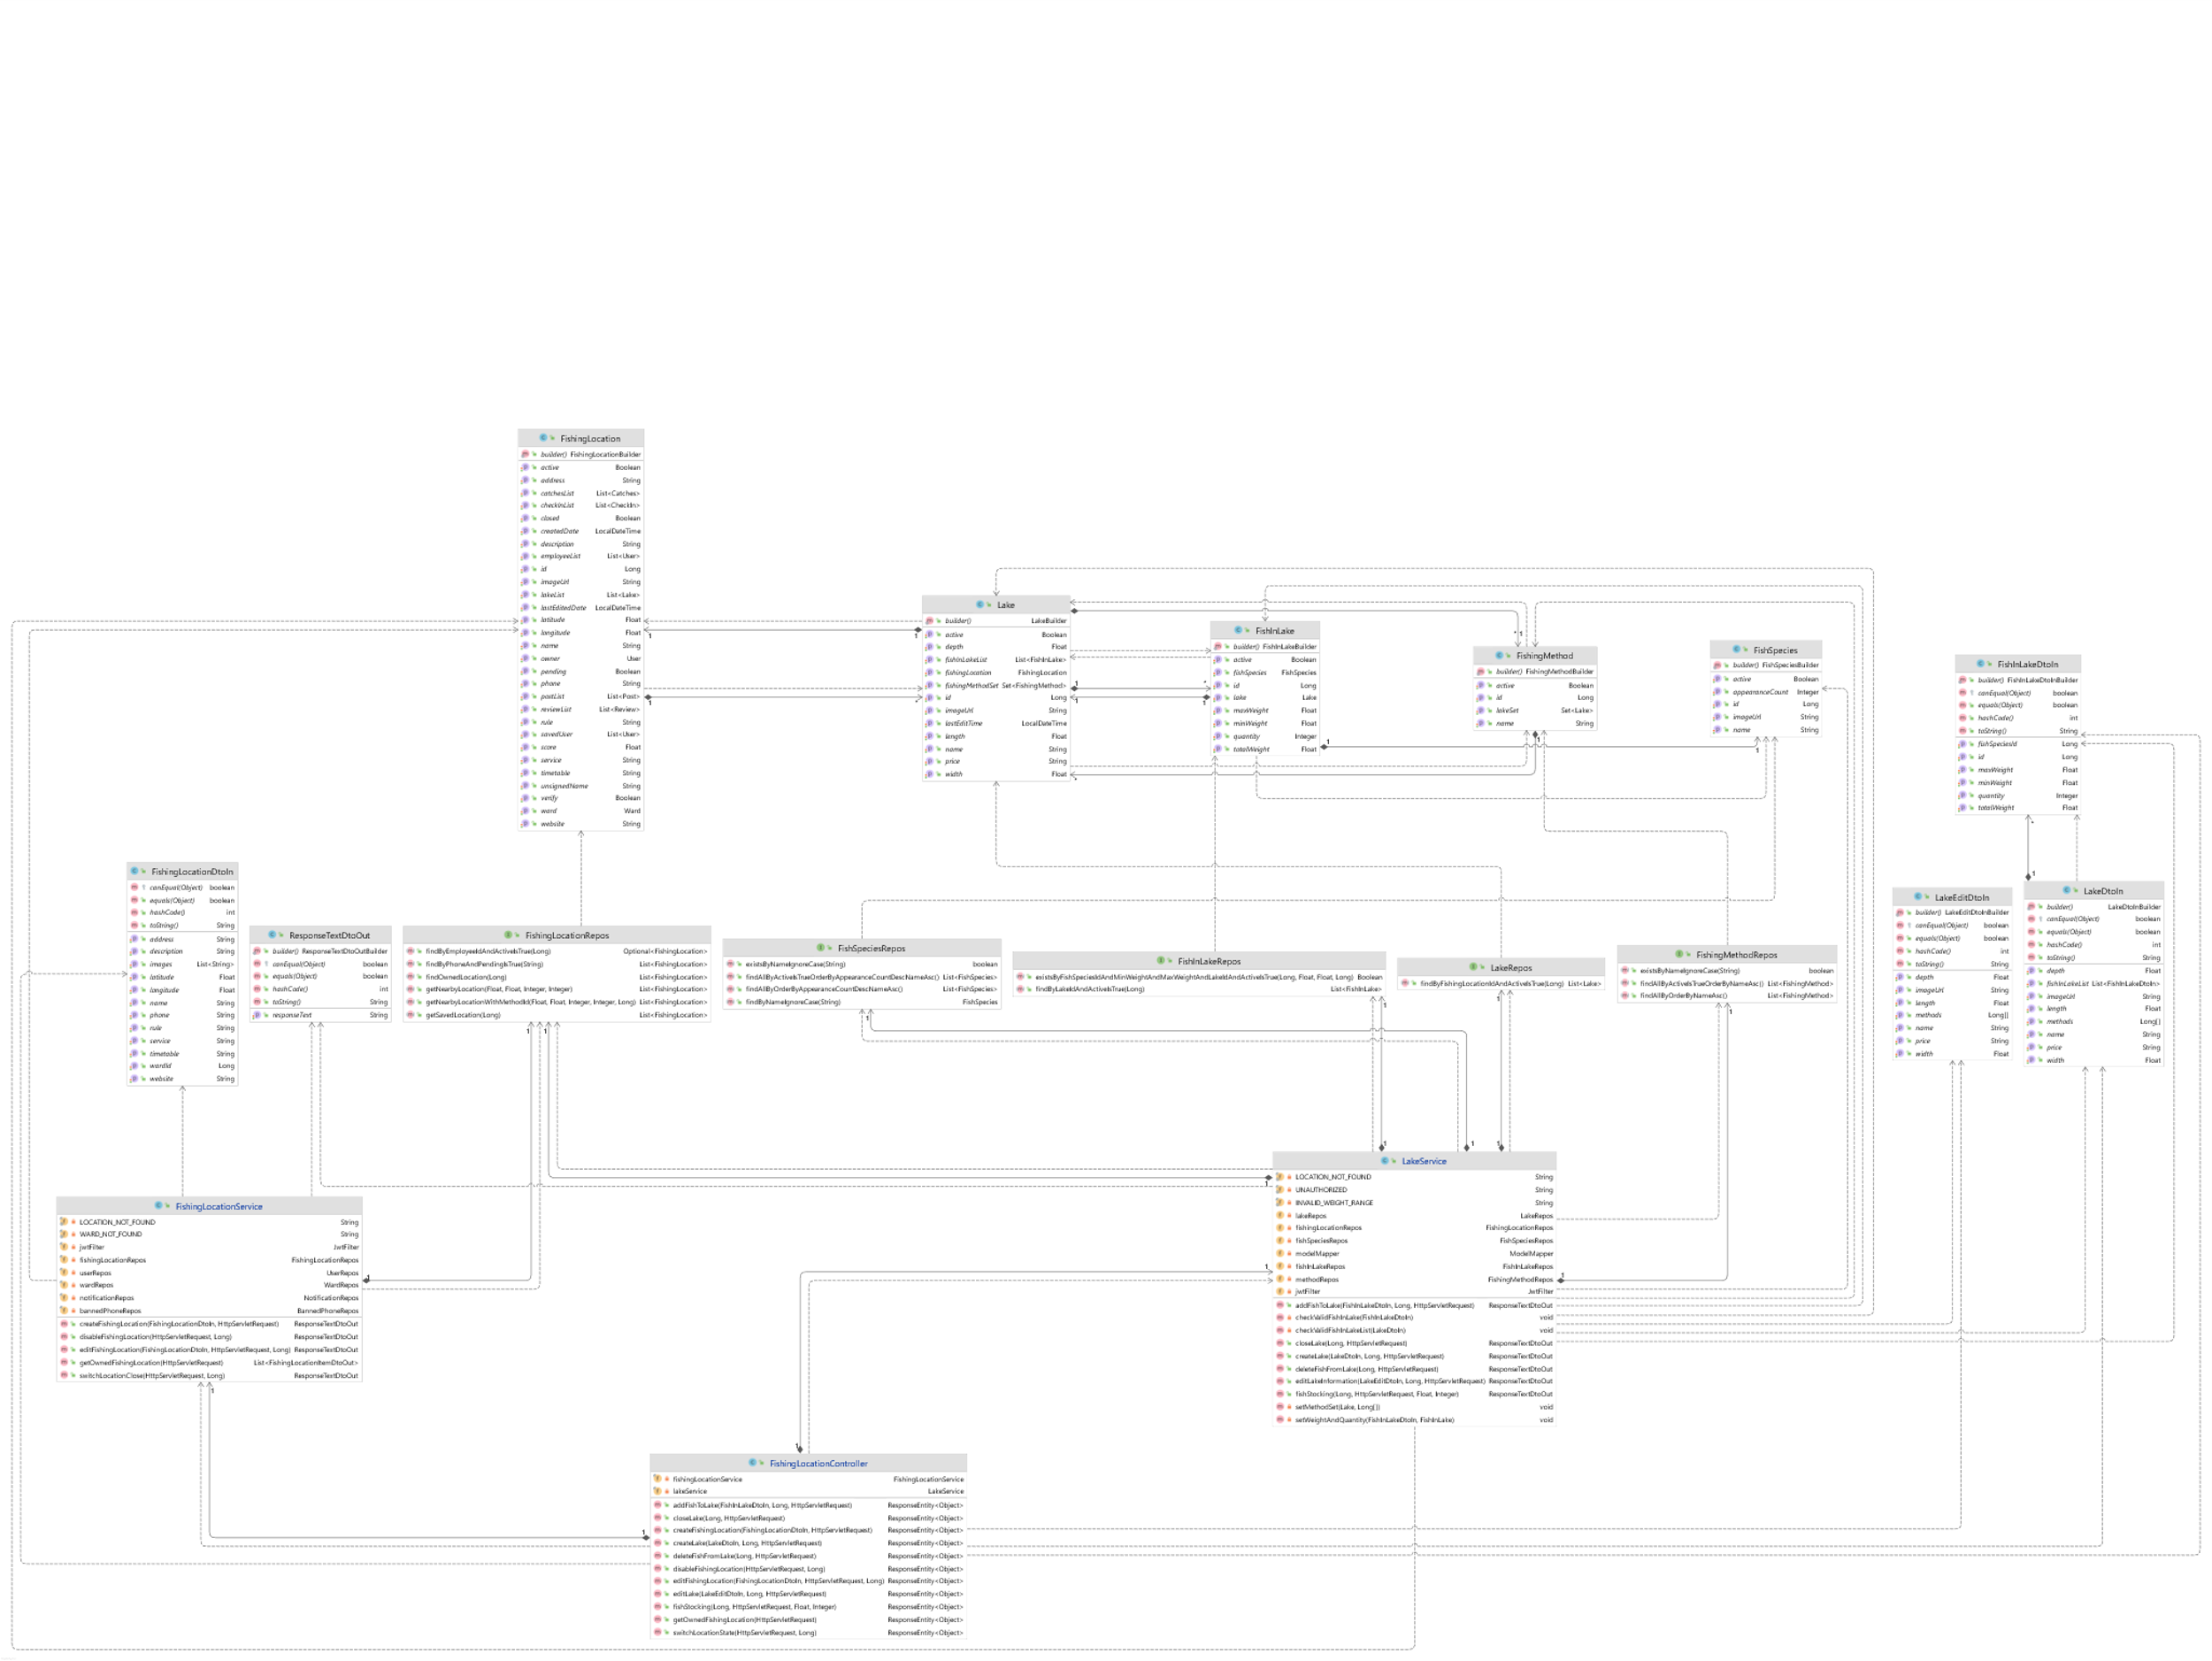 FishingLocation
builder() FishingLocationBuilder
active Boolean
address String
catchesList List<Catches>
checkInList List<CheckIn>
closed Boolean
createdDate LocalDateTime
description String
employeeList List<User>
id Long
imageUrl String
lakeList List<Lake>
lastEditedDate LocalDateTime
latitude Float
longitude Float
name String
owner User
pending Boolean
phone String
postList List<Post>
reviewList List<Review>
rule String
savedUser List<User>
score Float
service String
timetable String
unsignedName String
verify Boolean
ward Ward
website String
Lake
builder() LakeBuilder
active Boolean
depth Float
fishInLakeList List<FishInLake>
fishingLocation FishingLocation
fishingMethodSet Set<FishingMethod>
id Long
imageUrl String
lastEditTime LocalDateTime
length Float
name String
price String
width Float
FishInLake
builder() FishInLakeBuilder
active Boolean
fishSpecies FishSpecies
id Long
lake Lake
maxWeight Float
minWeight Float
quantity Integer
totalWeight Float
FishingMethod
builder() FishingMethodBuilder
active Boolean
id Long
lakeSet Set<Lake>
name String
FishSpecies
builder() FishSpeciesBuilder
active Boolean
appearanceCount Integer
id Long
imageUrl String
name String
FishInLakeDtoIn
builder() FishInLakeDtoInBuilder
canEqual(Object) boolean
equals(Object) boolean
hashCode() int
toString() String
fishSpeciesId Long
id Long
maxWeight Float
minWeight Float
quantity Integer
totalWeight Float
FishingLocationDtoIn
canEqual(Object) boolean
equals(Object) boolean
hashCode() int
toString() String
address String
description String
images List<String>
latitude Float
longitude Float
name String
phone String
rule String
service String
timetable String
wardId Long
website String
ResponseTextDtoOut
builder() ResponseTextDtoOutBuilder
canEqual(Object) boolean
equals(Object) boolean
hashCode() int
toString() String
responseText String
FishingLocationRepos
findByEmployeeIdAndActiveIsTrue(Long) Optional<FishingLocation>
findByPhoneAndPendingIsTrue(String) List<FishingLocation>
findOwnedLocation(Long) List<FishingLocation>
getNearbyLocation(Float, Float, Integer, Integer) List<FishingLocation>
getNearbyLocationWithMethodId(Float, Float, Integer, Integer, Long) List<FishingLocation>
getSavedLocation(Long) List<FishingLocation>
FishSpeciesRepos
existsByNameIgnoreCase(String) boolean
findAllByActiveIsTrueOrderByAppearanceCountDescNameAsc() List<FishSpecies>
findAllByOrderByAppearanceCountDescNameAsc() List<FishSpecies>
findByNameIgnoreCase(String) FishSpecies
FishInLakeRepos
existsByFishSpeciesIdAndMinWeightAndMaxWeightAndLakeIdAndActiveIsTrue(Long, Float, Float, Long) Boolean
findByLakeIdAndActiveIsTrue(Long) List<FishInLake>
LakeRepos
findByFishingLocationIdAndActiveIsTrue(Long) List<Lake>
FishingMethodRepos
existsByNameIgnoreCase(String) boolean
findAllByActiveIsTrueOrderByNameAsc() List<FishingMethod>
findAllByOrderByNameAsc() List<FishingMethod>
LakeEditDtoIn
builder() LakeEditDtoInBuilder
canEqual(Object) boolean
equals(Object) boolean
hashCode() int
toString() String
depth Float
imageUrl String
length Float
methods Long[]
name String
price String
width Float
LakeDtoIn
builder() LakeDtoInBuilder
canEqual(Object) boolean
equals(Object) boolean
hashCode() int
toString() String
depth Float
fishInLakeList List<FishInLakeDtoIn>
imageUrl String
length Float
methods Long[]
name String
price String
width Float
FishingLocationService
LOCATION_NOT_FOUND String
WARD_NOT_FOUND String
jwtFilter JwtFilter
fishingLocationRepos FishingLocationRepos
userRepos UserRepos
wardRepos WardRepos
notificationRepos NotificationRepos
bannedPhoneRepos BannedPhoneRepos
createFishingLocation(FishingLocationDtoIn, HttpServletRequest) ResponseTextDtoOut
disableFishingLocation(HttpServletRequest, Long) ResponseTextDtoOut
editFishingLocation(FishingLocationDtoIn, HttpServletRequest, Long) ResponseTextDtoOut
getOwnedFishingLocation(HttpServletRequest) List<FishingLocationItemDtoOut>
switchLocationClose(HttpServletRequest, Long) ResponseTextDtoOut
LakeService
LOCATION_NOT_FOUND String
UNAUTHORIZED String
INVALID_WEIGHT_RANGE String
lakeRepos LakeRepos
fishingLocationRepos FishingLocationRepos
fishSpeciesRepos FishSpeciesRepos
modelMapper ModelMapper
fishInLakeRepos FishInLakeRepos
methodRepos FishingMethodRepos
jwtFilter JwtFilter
addFishToLake(FishInLakeDtoIn, Long, HttpServletRequest) ResponseTextDtoOut
checkValidFishInLake(FishInLakeDtoIn) void
checkValidFishInLakeList(LakeDtoIn) void
closeLake(Long, HttpServletRequest) ResponseTextDtoOut
createLake(LakeDtoIn, Long, HttpServletRequest) ResponseTextDtoOut
deleteFishFromLake(Long, HttpServletRequest) ResponseTextDtoOut
editLakeInformation(LakeEditDtoIn, Long, HttpServletRequest) ResponseTextDtoOut
fishStocking(Long, HttpServletRequest, Float, Integer) ResponseTextDtoOut
setMethodSet(Lake, Long[]) void
setWeightAndQuantity(FishInLakeDtoIn, FishInLake) void
FishingLocationController
fishingLocationService FishingLocationService
lakeService LakeService
addFishToLake(FishInLakeDtoIn, Long, HttpServletRequest) ResponseEntity<Object>
closeLake(Long, HttpServletRequest) ResponseEntity<Object>
createFishingLocation(FishingLocationDtoIn, HttpServletRequest) ResponseEntity<Object>
createLake(LakeDtoIn, Long, HttpServletRequest) ResponseEntity<Object>
deleteFishFromLake(Long, HttpServletRequest) ResponseEntity<Object>
disableFishingLocation(HttpServletRequest, Long) ResponseEntity<Object>
editFishingLocation(FishingLocationDtoIn, HttpServletRequest, Long) ResponseEntity<Object>
editLake(LakeEditDtoIn, Long, HttpServletRequest) ResponseEntity<Object>
fishStocking(Long, HttpServletRequest, Float, Integer) ResponseEntity<Object>
getOwnedFishingLocation(HttpServletRequest) ResponseEntity<Object>
switchLocationState(HttpServletRequest, Long) ResponseEntity<Object>